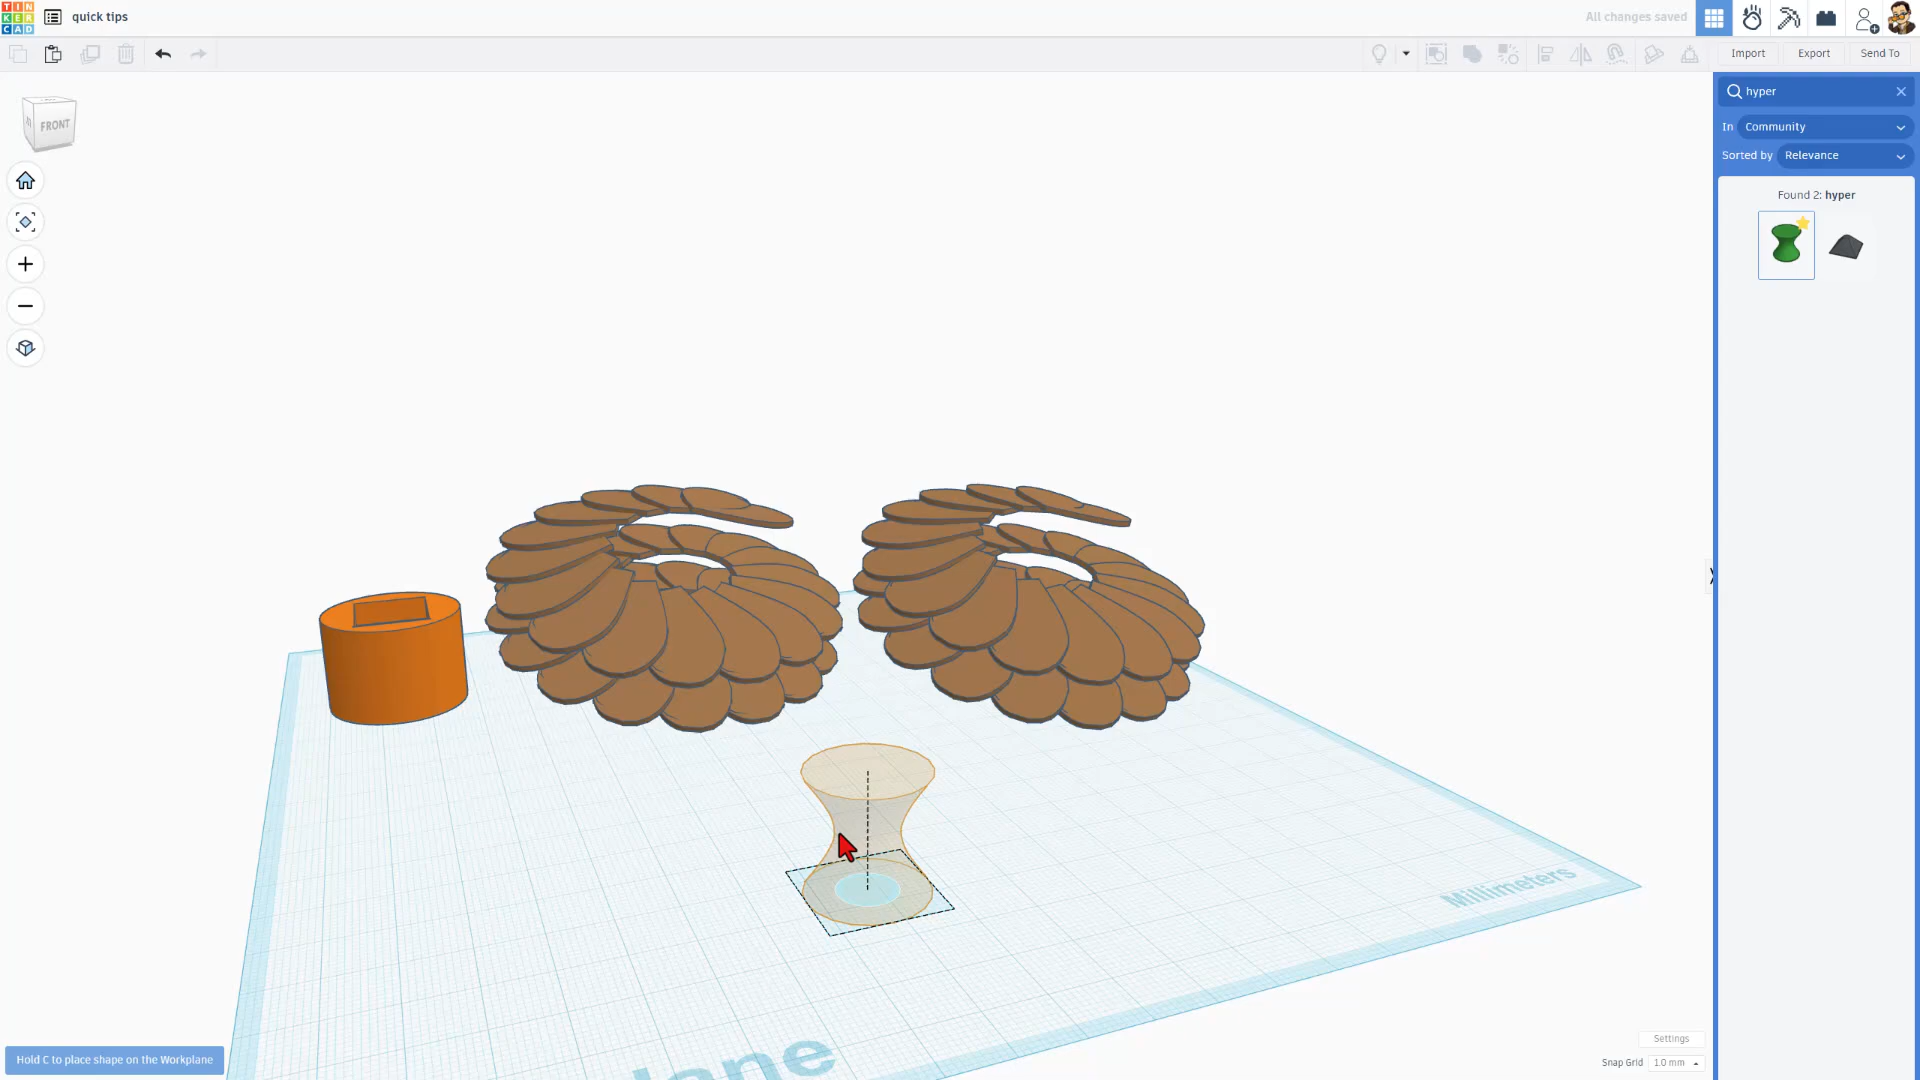 TIN
KER
CAD
quick tips
All changes saved
Import
Export
Send To
hyper
In
Community
Sorted by
Relevance
Found 2: hyper
FRONT
Millimeters
plane
Hold C to place shape on the Workplane
Settings
Snap Grid
1.0 mm